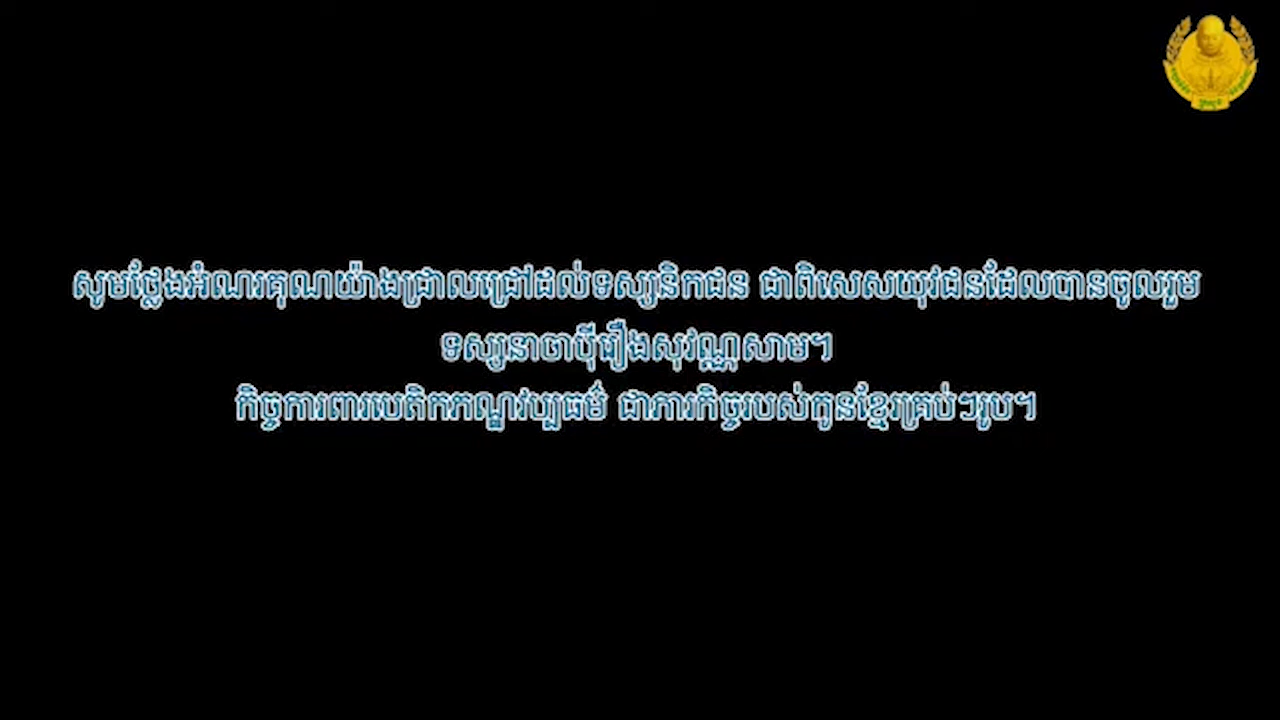 សូមថ្លែងអំណរគុណយ៉ាងជ្រាលជ្រៅដល់ទស្សនិកជន ជាពិសេសយុវជនដែលបានចូលរួម
ទស្សនាចាប៉ីរឿងសុវណ្ណសាម។
កិច្ចការពារបេតិកភណ្ឌវប្បធម៌ ជាភារកិច្ចរបស់កូនខ្មែរគ្រប់ៗរូប។